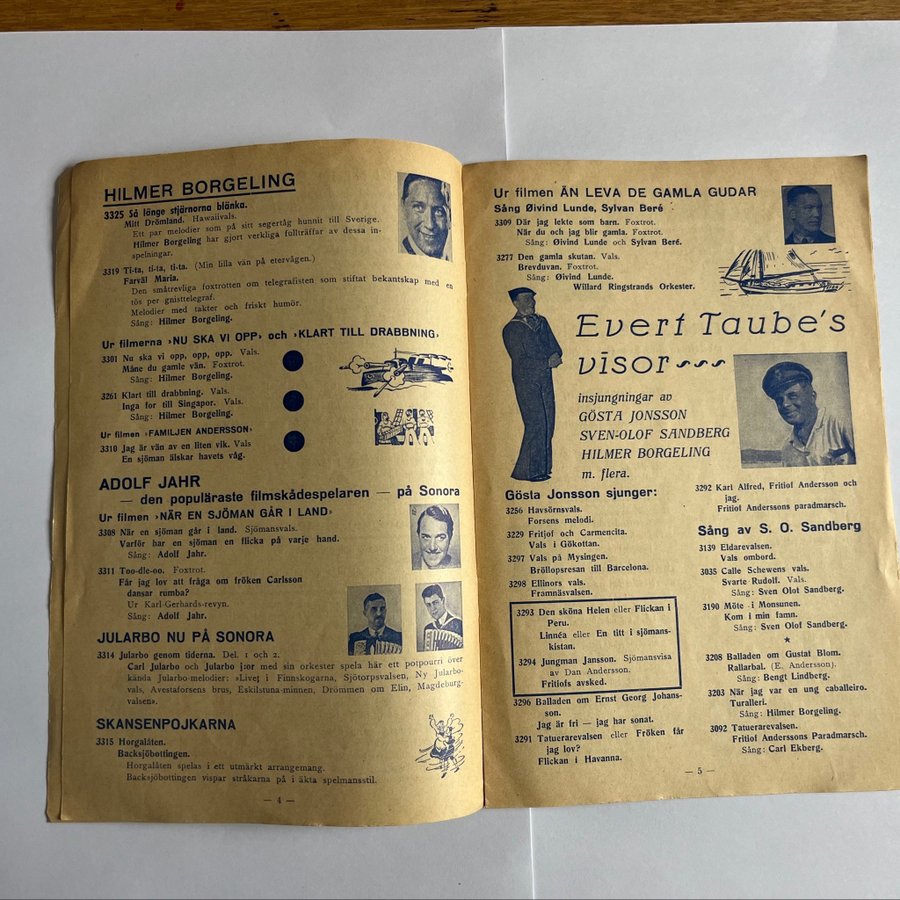 HILMER BORGELING
3325 Så länge stjärnorna blänka.
Mitt Drömland. Hawaiivals.
Ett par melodier som på sitt segertåg hunnit till Sverige.
Hilmer Borgeling har gjort verkliga fullträffar av dessa in-
spelningar.
3319 Ti-ta, ti-ta, ti-ta. (Min lilla vän på etervågen.)
Farväl Maria.
Den småtrevliga foxtrotten om telegrafisten som stiftat bekantskap med en
tös per gnisttelegraf.
Melodier med takter och friskt humör.
Sång: Hilmer Borgeling.
Ur filmerna ›NU SKA VI OPP› och ›KLART TILL DRABBNING›
3301 Nu ska vi opp, opp, opp. Vals.
Måne du gamle vän. Foxtrot.
Sång: Hilmer Borgeling.
3261 Klart till drabbning. Vals.
Inga for till Singapor. Vals.
Sång: Hilmer Borgeling.
Ur filmen ›FAMILJEN ANDERSSON›
3310 Jag är vän av en liten vik. Vals
En sjöman älskar havets våg.
ADOLF JAHR
— den populäraste filmskådespelaren — på Sonora
Ur filmen ›NÄR EN SJÖMAN GÅR I LAND›
3308 När en sjöman går i land. Sjömansvals.
Varför har en sjöman en flicka på varje hand.
Sång: Adolf Jahr.
3311 Too-dle-oo. Foxtrot.
Får jag lov att fråga om fröken Carlsson
dansar rumba?
Ur Karl-Gerhards-revyn.
Sång: Adolf Jahr.
JULARBO NU PÅ SONORA
3314 Jularbo genom tiderna. Del. 1 och 2.
Carl Jularbo och Jularbo jior med sin orkester spela här ett potpourri över
kända Jularbo-melodier: »Livet i Finnskogarna, Sjötorpsvalsen, Ny Jularbo-
vals, Avestaforsens brus, Eskilstuna-minnen, Drömmen om Elin, Magdeburg-
valsen».
SKANSENPOJKARNA
3315 Horgalåten.
Backsjöbottingen.
Horgalåten spelas i ett utmärkt arrangemang.
Backsjöbottingen vispar stråkarna på i äkta spelmansstil.
— 4 —
Ur filmen ÄN LEVA DE GAMLA GUDAR
Sång Øivind Lunde, Sylvan Beré
3309 Där jag lekte som barn. Foxtrot.
När du och jag blir gamla. Foxtrot.
Sång: Øivind Lunde och Sylvan Beré.
3277 Den gamla skutan. Vals.
Brevduvan. Foxtrot.
Sång: Øivind Lunde.
Willard Ringstrands Orkester.
Evert Taube's
visor
insjungningar av
GÖSTA JONSSON
SVEN-OLOF SANDBERG
HILMER BORGELING
m. flera.
Gösta Jonsson sjunger:
3256 Havsörnsvals.
Forsens melodi.
3229 Fritjof och Carmencita.
Vals i Gökottan.
3297 Vals på Mysingen.
Bröllopsresan till Barcelona.
3298 Ellinors vals.
Framnäsvalsen.
3293 Den sköna Helen eller Flickan i
Peru.
Linnéa eller En titt i sjömans-
kistan.
3294 Jungman Jansson. Sjömansvisa
av Dan Andersson.
Fritiofs avsked.
3296 Balladen om Ernst Georg Johans-
son.
Jag är fri — jag har sonat.
3291 Tatuerarevalsen eller Fröken får
jag lov?
Flickan i Havanna.
3292 Karl Alfred, Fritiof Andersson och
jag.
Fritiof Anderssons paradmarsch.
Sång av S. O. Sandberg
3139 Eldarevalsen.
Vals ombord.
3035 Calle Schewens vals.
Svarte Rudolf. Vals.
Sång: Sven Olof Sandberg.
3190 Möte i Monsunen.
Kom i min famn.
Sång: Sven Olof Sandberg.
★
3208 Balladen om Gustat Blom.
Rallarbal. (E. Andersson).
Sång: Bengt Lindberg.
3203 När jag var en ung caballeiro.
Turalleri.
Sång: Hilmer Borgeling.
3092 Tatuerarevalsen.
Fritiof Anderssons Paradmarsch.
Sång: Carl Ekberg.
— 5 —